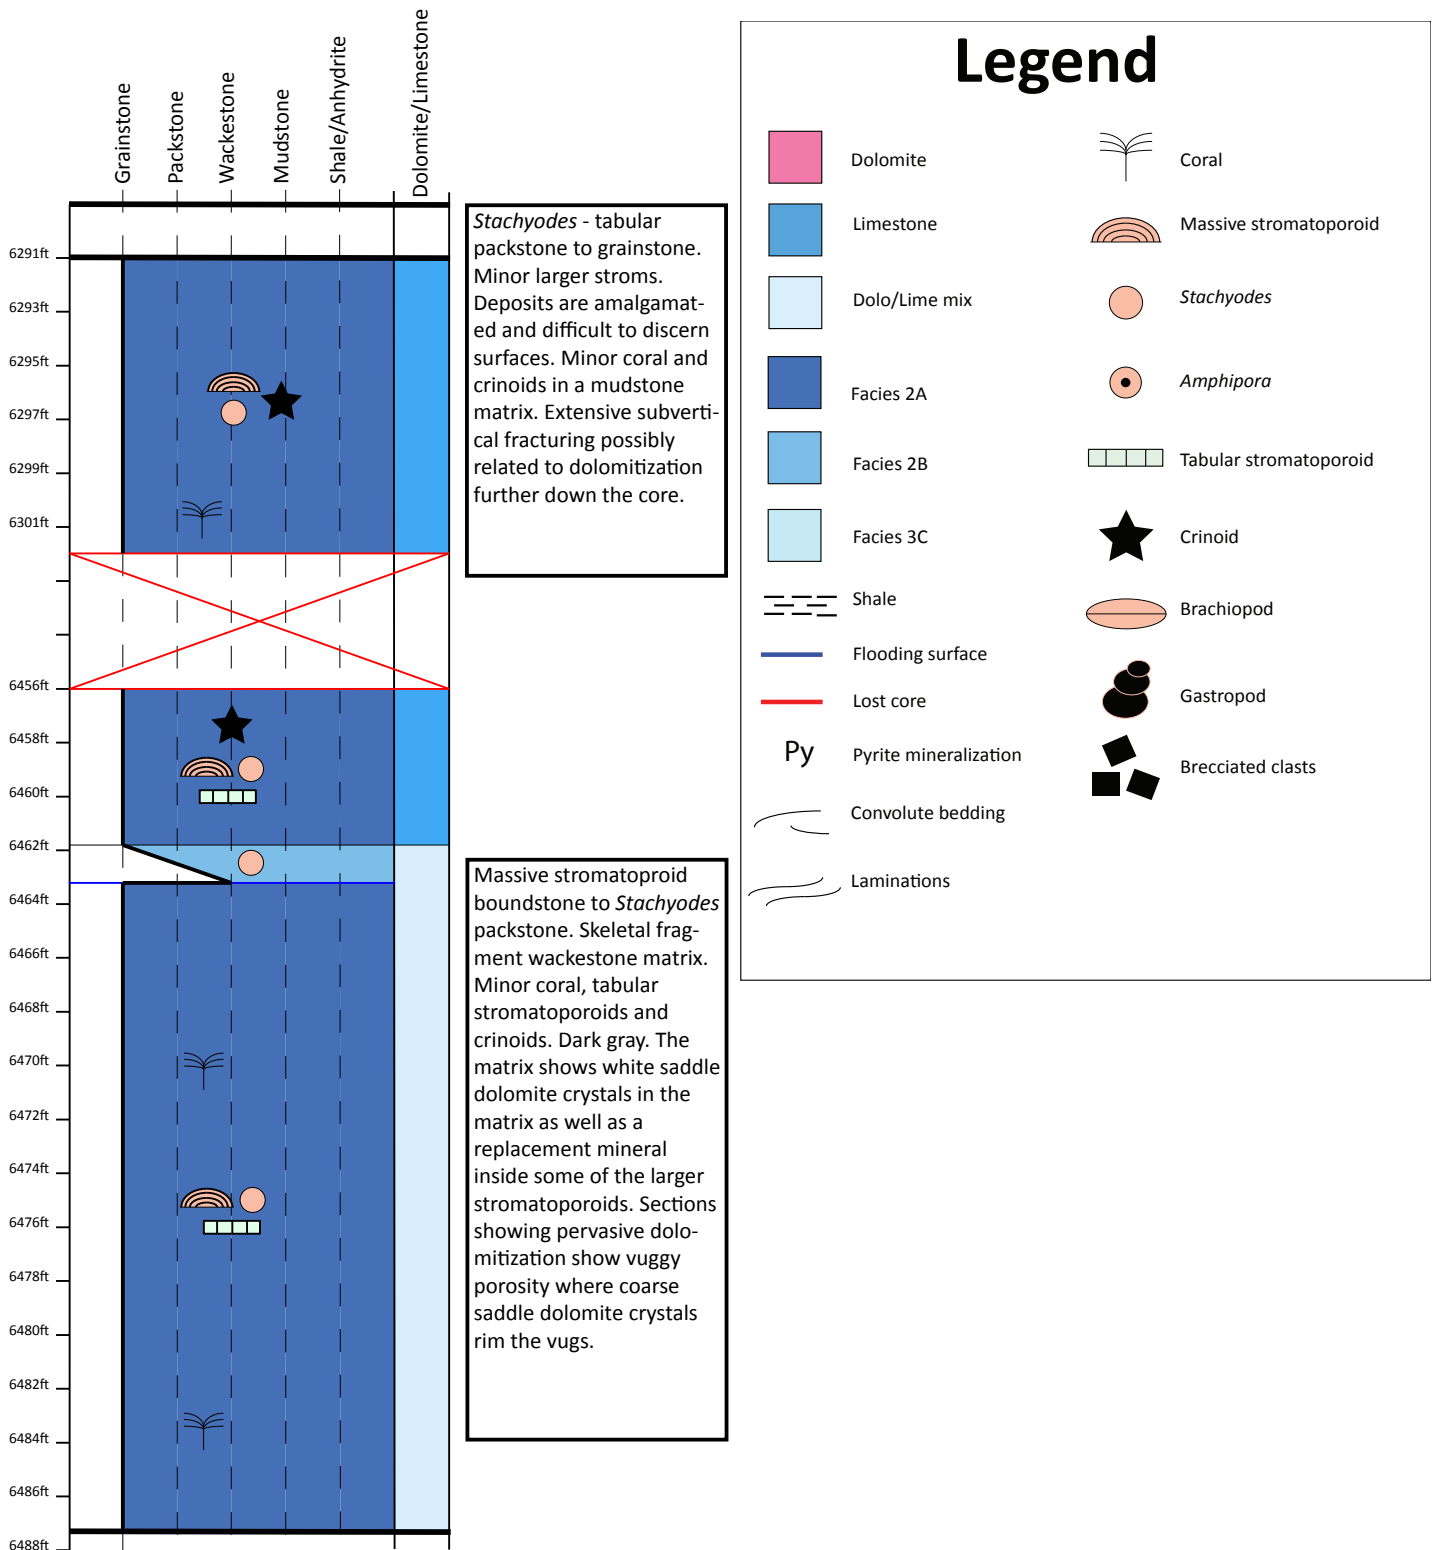 Grainstone
Packstone
Wackestone
Mudstone
Shale/Anhydrite
Dolomite/Limestone
6291ft
6293ft
6295ft
6297ft
6299ft
6301ft
6456ft
6458ft
6460ft
6462ft
6464ft
6466ft
6468ft
6470ft
6472ft
6474ft
6476ft
6478ft
6480ft
6482ft
6484ft
6486ft
6488ft
Stachyodes - tabular
packstone to grainstone.
Minor larger stroms.
Deposits are amalgamat-
ed and difficult to discern
surfaces. Minor coral and
crinoids in a mudstone
matrix. Extensive subverti-
cal fracturing possibly
related to dolomitization
further down the core.
Massive stromatoproid
boundstone to Stachyodes
packstone. Skeletal frag-
ment wackestone matrix.
Minor coral, tabular
stromatoporoids and
crinoids. Dark gray. The
matrix shows white saddle
dolomite crystals in the
matrix as well as a
replacement mineral
inside some of the larger
stromatoporoids. Sections
showing pervasive dolo-
mitization show vuggy
porosity where coarse
saddle dolomite crystals
rim the vugs.
Legend
Dolomite
Limestone
Dolo/Lime mix
Facies 2A
Facies 2B
Facies 3C
Shale
Flooding surface
Lost core
Py Pyrite mineralization
Convolute bedding
Laminations
Coral
Massive stromatoporoid
Stachyodes
Amphipora
Tabular stromatoporoid
Crinoid
Brachiopod
Gastropod
Brecciated clasts